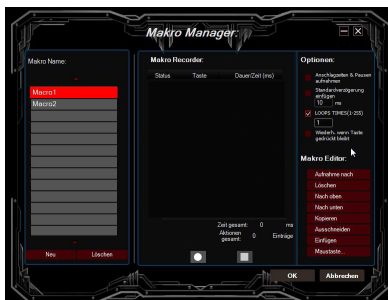 Makro Manager:
Makro Name:
Macro1
Macro2
Neu
Löschen
Makro Recorder:
Status
Taste
Dauer/Zeit (ms)
Zeit gesamt: 0 ms
Aktionen gesamt: 0 Einträge
Optionen:
Anschlagzeiten & Pausen
aufnehmen
Standardverzögerung
einfügen
10 ms
LOOPS TIMES(1-255)
1
Wiederh. wenn Taste
gedrückt bleibt
Makro Editor:
Aufnahme nach
Löschen
Nach oben
Nach unten
Kopieren
Ausschneiden
Einfügen
Maustaste...
OK
Abbrechen